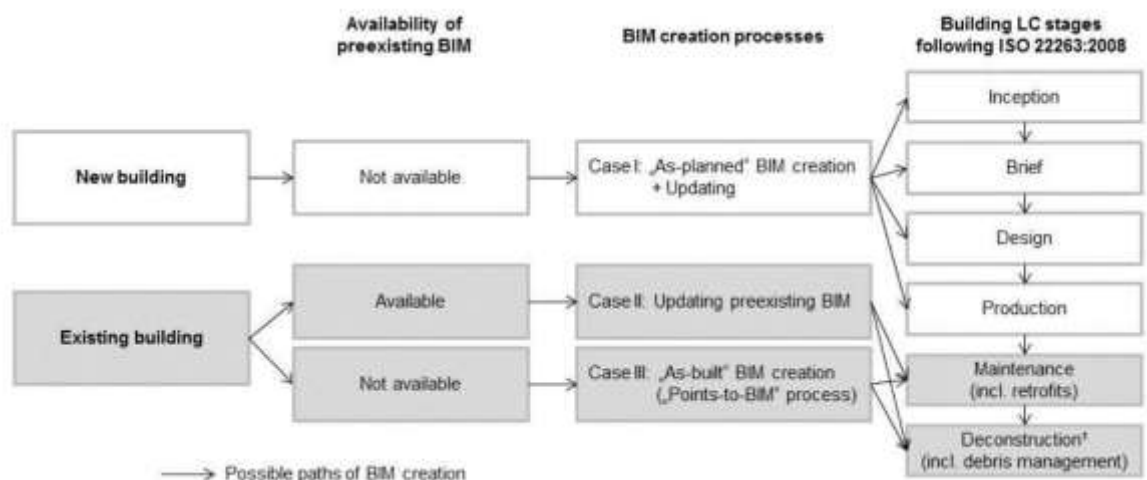 Availability of
preexisting BIM
BIM creation processes
Building LC stages
following ISO 22263:2008
Inception
New building
Not available
Case I: „As-planned" BIM creation
+ Updating
Brief
Design
Existing building
Available
Case II: Updating preexisting BIM
Production
Not available
Case III: „As-built" BIM creation
(„Points-to-BIM" process)
Maintenance
(incl. retrofits)
Deconstruction†
(incl. debris management)
Possible paths of BIM creation